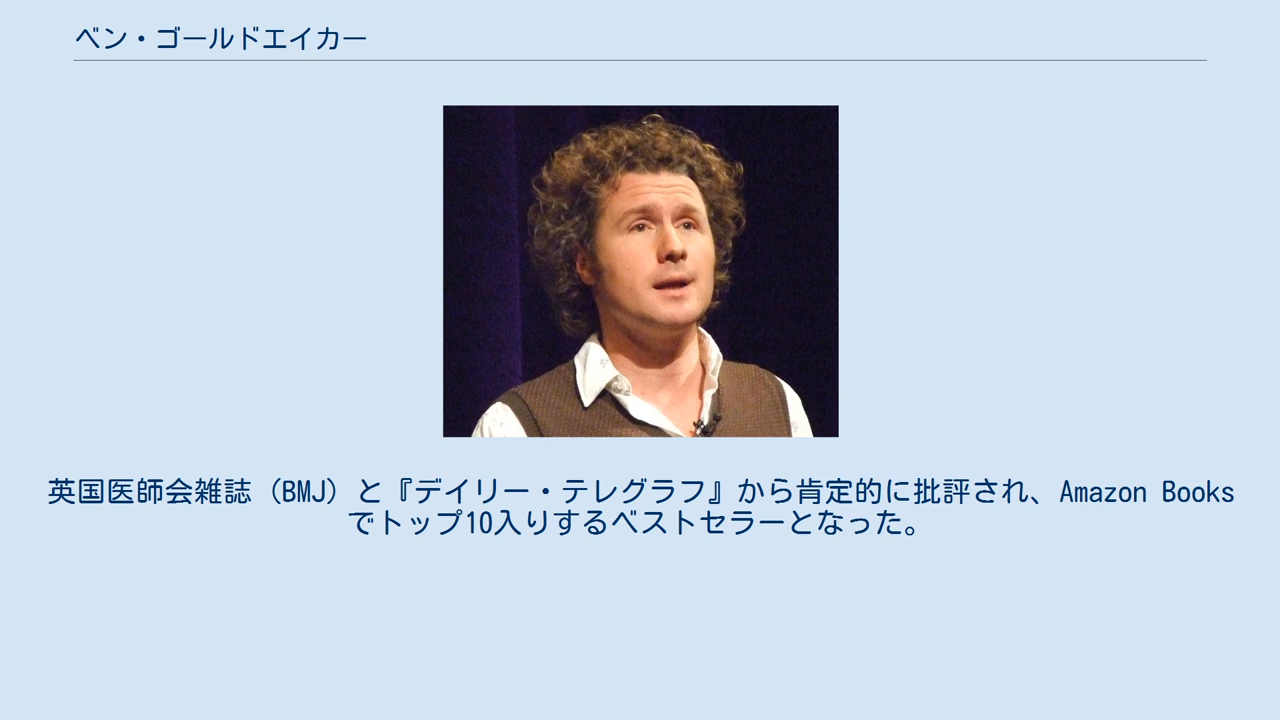 ベン・ゴールドエイカー
英国医師会雑誌（BMJ）と『デイリー・テレグラフ』から肯定的に批評され、Amazon Books
でトップ10入りするベストセラーとなった。